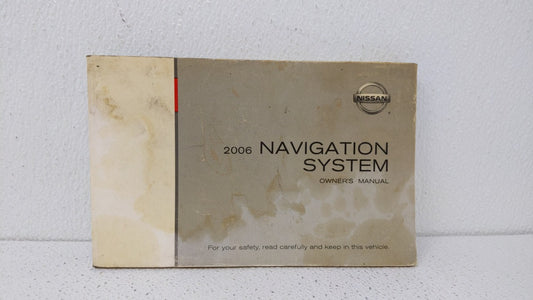 NISSAN
2006 NAVIGATION
SYSTEM
OWNER'S MANUAL
For your safety, read carefully and keep in this vehicle.